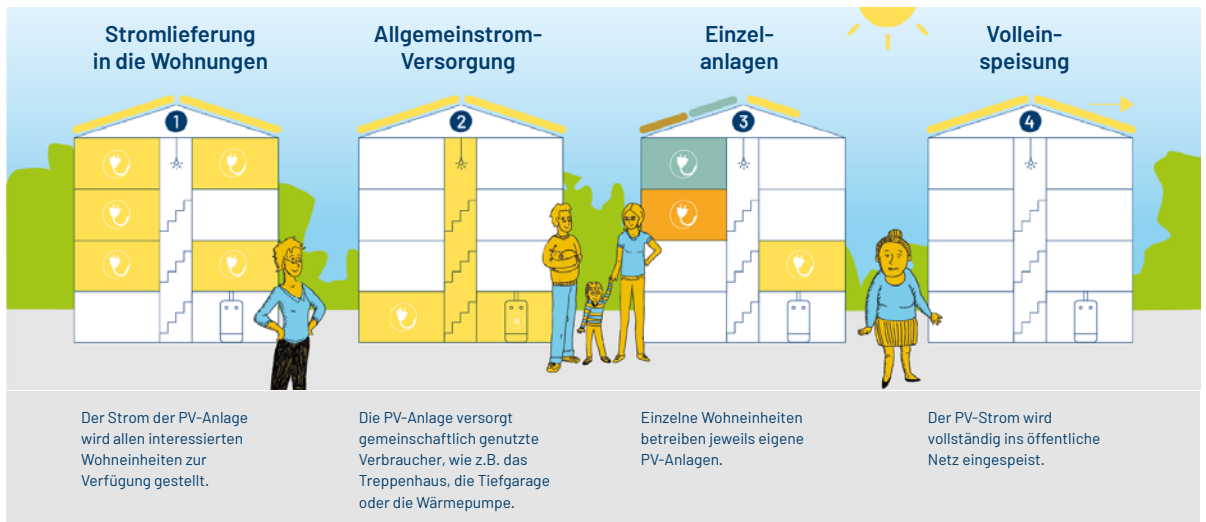 Stromlieferung
in die Wohnungen
Allgemeinstrom-
Versorgung
Einzel-
anlagen
Vollein-
speisung
1
2
3
4
Der Strom der PV-Anlage
wird allen interessierten
Wohneinheiten zur
Verfügung gestellt.
Die PV-Anlage versorgt
gemeinschaftlich genutzte
Verbraucher, wie z.B. das
Treppenhaus, die Tiefgarage
oder die Wärmepumpe.
Einzelne Wohneinheiten
betreiben jeweils eigene
PV-Anlagen.
Der PV-Strom wird
vollständig ins öffentliche
Netz eingespeist.